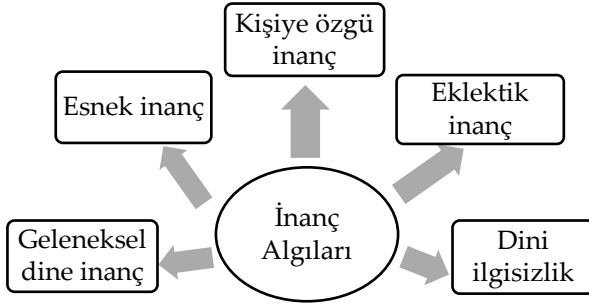 Kişiye özgü
inanç
Esnek inanç
Eklektik
inanç
İnanç
Algıları
Geleneksel
dine inanç
Dini
ilgisizlik